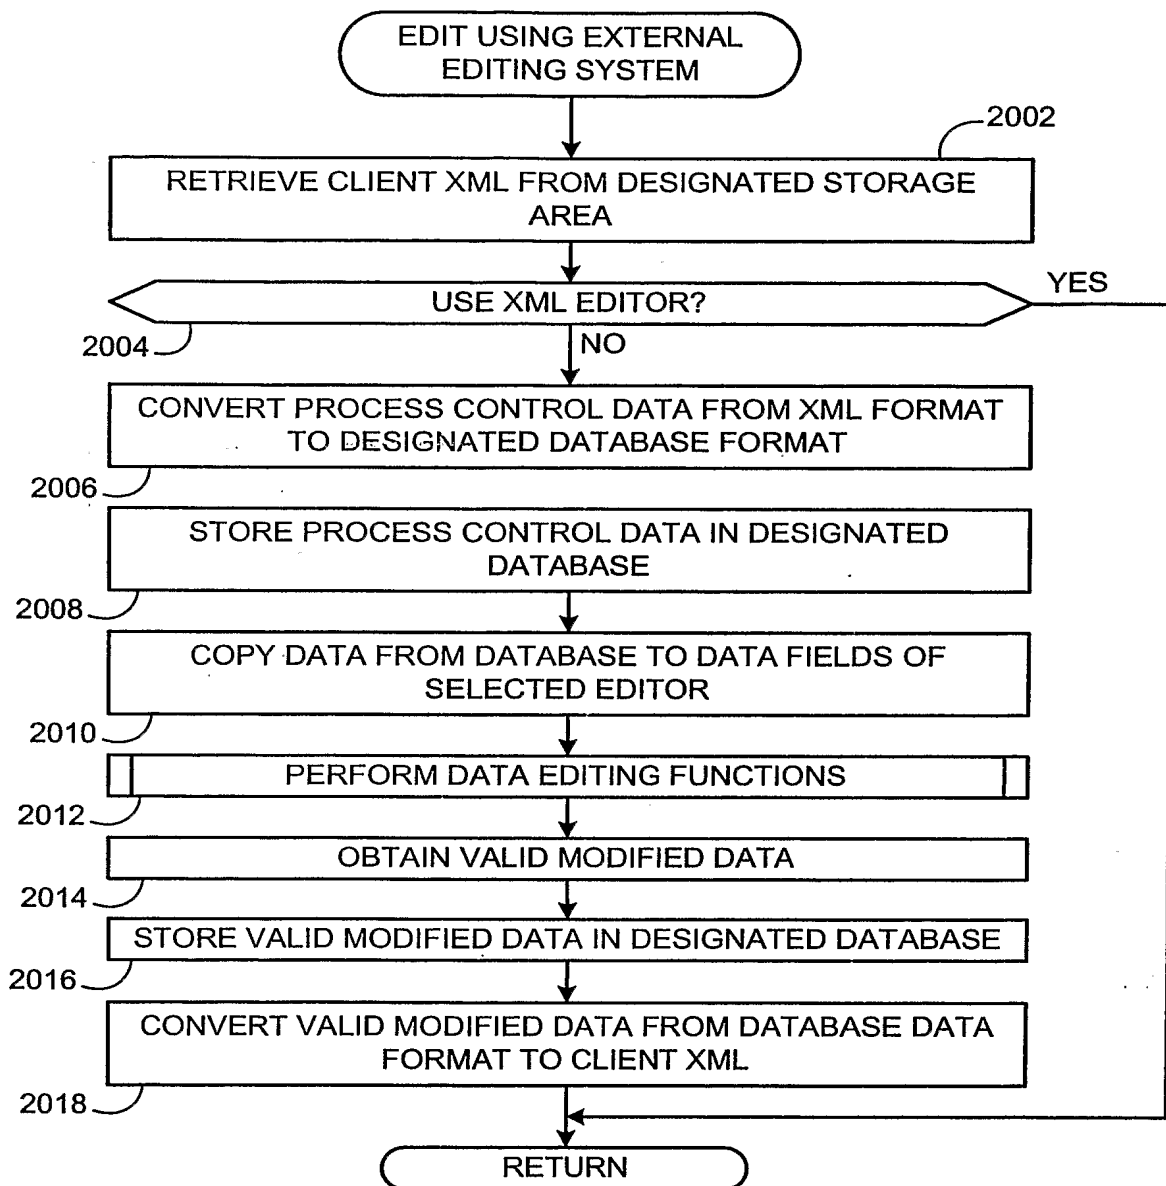 EDIT USING EXTERNAL
EDITING SYSTEM
2002
RETRIEVE CLIENT XML FROM DESIGNATED STORAGE
AREA
YES
USE XML EDITOR?
2004
NO
CONVERT PROCESS CONTROL DATA FROM XML FORMAT
TO DESIGNATED DATABASE FORMAT
2006
STORE PROCESS CONTROL DATA IN DESIGNATED
DATABASE
2008
COPY DATA FROM DATABASE TO DATA FIELDS OF
SELECTED EDITOR
2010
PERFORM DATA EDITING FUNCTIONS
2012
OBTAIN VALID MODIFIED DATA
2014
STORE VALID MODIFIED DATA IN DESIGNATED DATABASE
2016
CONVERT VALID MODIFIED DATA FROM DATABASE DATA
FORMAT TO CLIENT XML
2018
RETURN